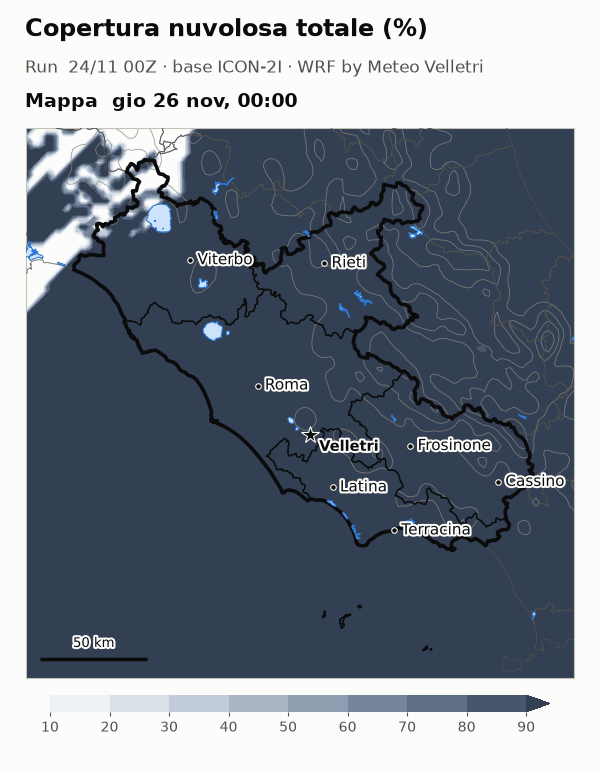 Copertura nuvolosa totale (%)
Run  24/11 00Z · base ICON-2I · WRF by Meteo Velletri
Mappa  gio 26 nov, 00:00
Viterbo
Rieti
Roma
Velletri
Frosinone
Latina
Cassino
Terracina
50 km
10 20 30 40 50 60 70 80 90